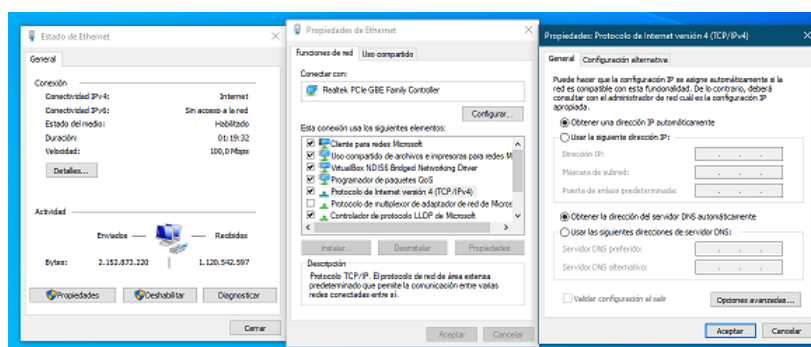 Estado de Ethernet
General
Conexión
Conectividad IPv4: Internet
Conectividad IPv6: Sin acceso a la red
Estado del medio: Habilitado
Duración: 01:19:32
Velocidad: 100,0 Mbps
Detalles...
Actividad
Enviados — — Recibidos
Bytes: 2.152.873.220 1.120.542.597
Propiedades Deshabilitar Diagnosticar
Cerrar
Propiedades de Ethernet
Funciones de red Uso compartido
Conectar con:
Realtek PCIe GBE Family Controller
Configurar...
Esta conexión usa los siguientes elementos:
Cliente para redes Microsoft
Uso compartido de archivos e impresoras para redes M
VirtualBox NDIS6 Bridged Networking Driver
Programador de paquetes QoS
Protocolo de Internet versión 4 (TCP/IPv4)
Protocolo de multiplexor de adaptador de red de Micros
Controlador de protocolo LLDP de Microsoft
Instalar... Desinstalar Propiedades
Descripción
Protocolo TCP/IP. El protocolo de red de área extensa
predeterminado que permite la comunicación entre varias
redes conectadas entre sí.
Aceptar Cancelar
Propiedades: Protocolo de Internet versión 4 (TCP/IPv4)
General Configuración alternativa
Puede hacer que la configuración IP se asigne automáticamente si la
red es compatible con esta funcionalidad. De lo contrario, deberá
consultar con el administrador de red cuál es la configuración IP
apropiada.
Obtener una dirección IP automáticamente
Usar la siguiente dirección IP:
Dirección IP:
Máscara de subred:
Puerta de enlace predeterminada:
Obtener la dirección del servidor DNS automáticamente
Usar las siguientes direcciones de servidor DNS:
Servidor DNS preferido:
Servidor DNS alternativo:
Validar configuración al salir Opciones avanzadas...
Aceptar Cancelar